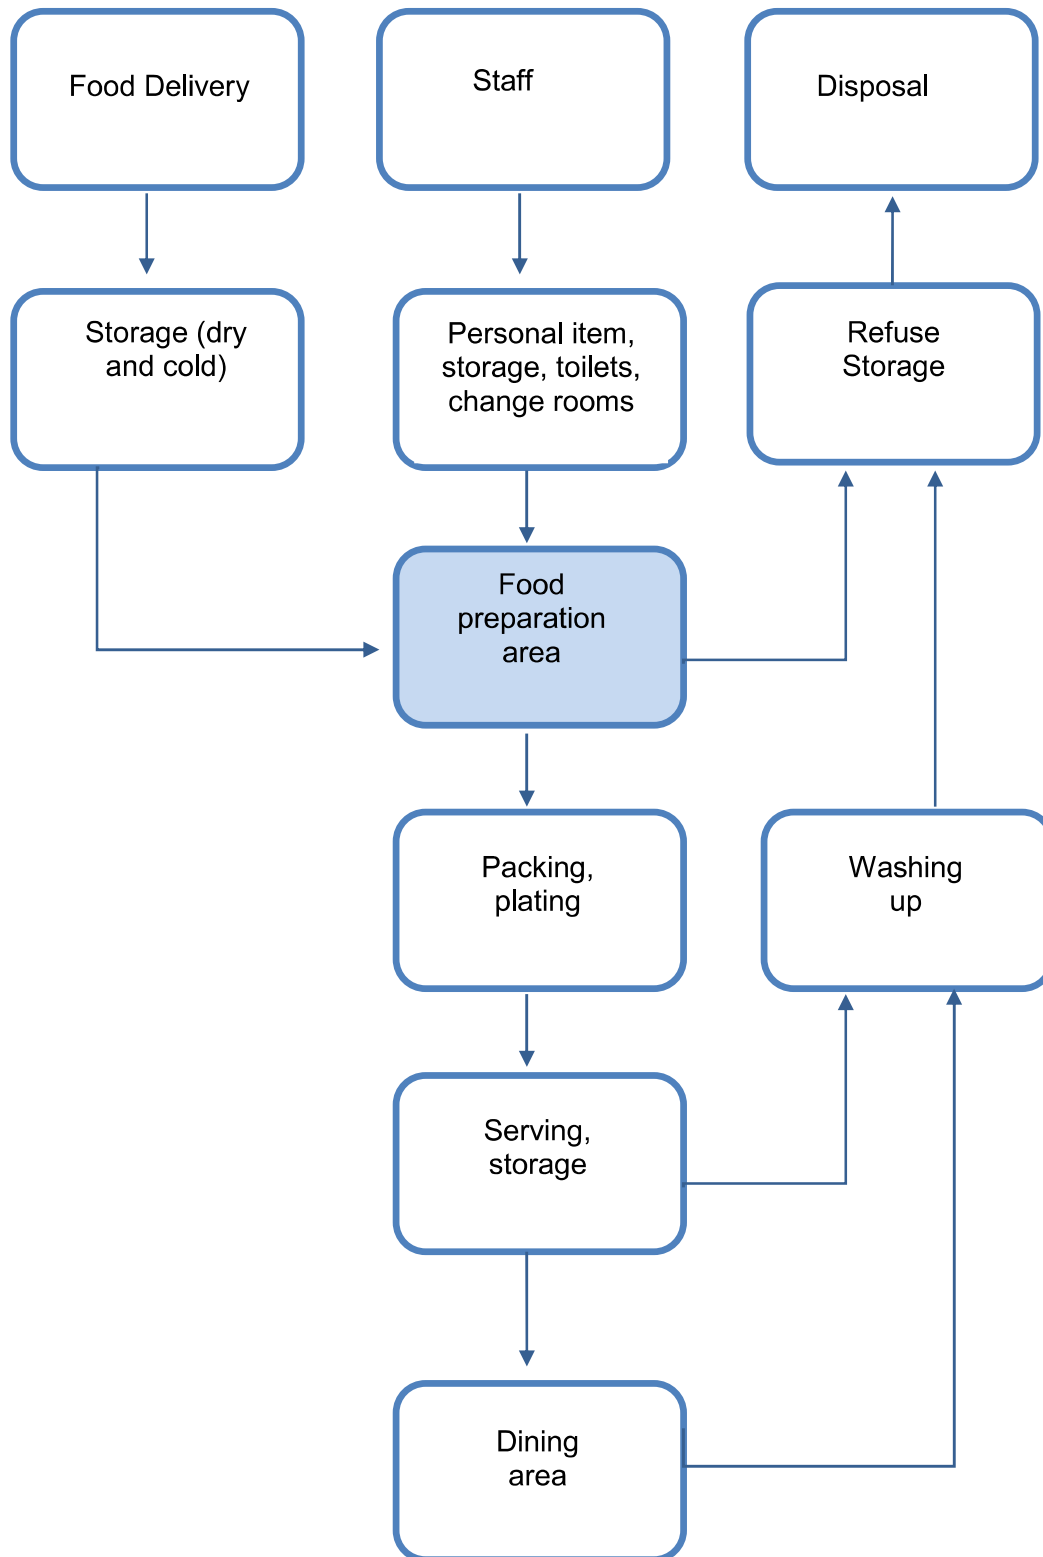 Food Delivery
Staff
Disposal
Storage (dry
and cold)
Personal item,
storage, toilets,
change rooms
Refuse
Storage
Food
preparation
area
Packing,
plating
Washing
up
Serving,
storage
Dining
area